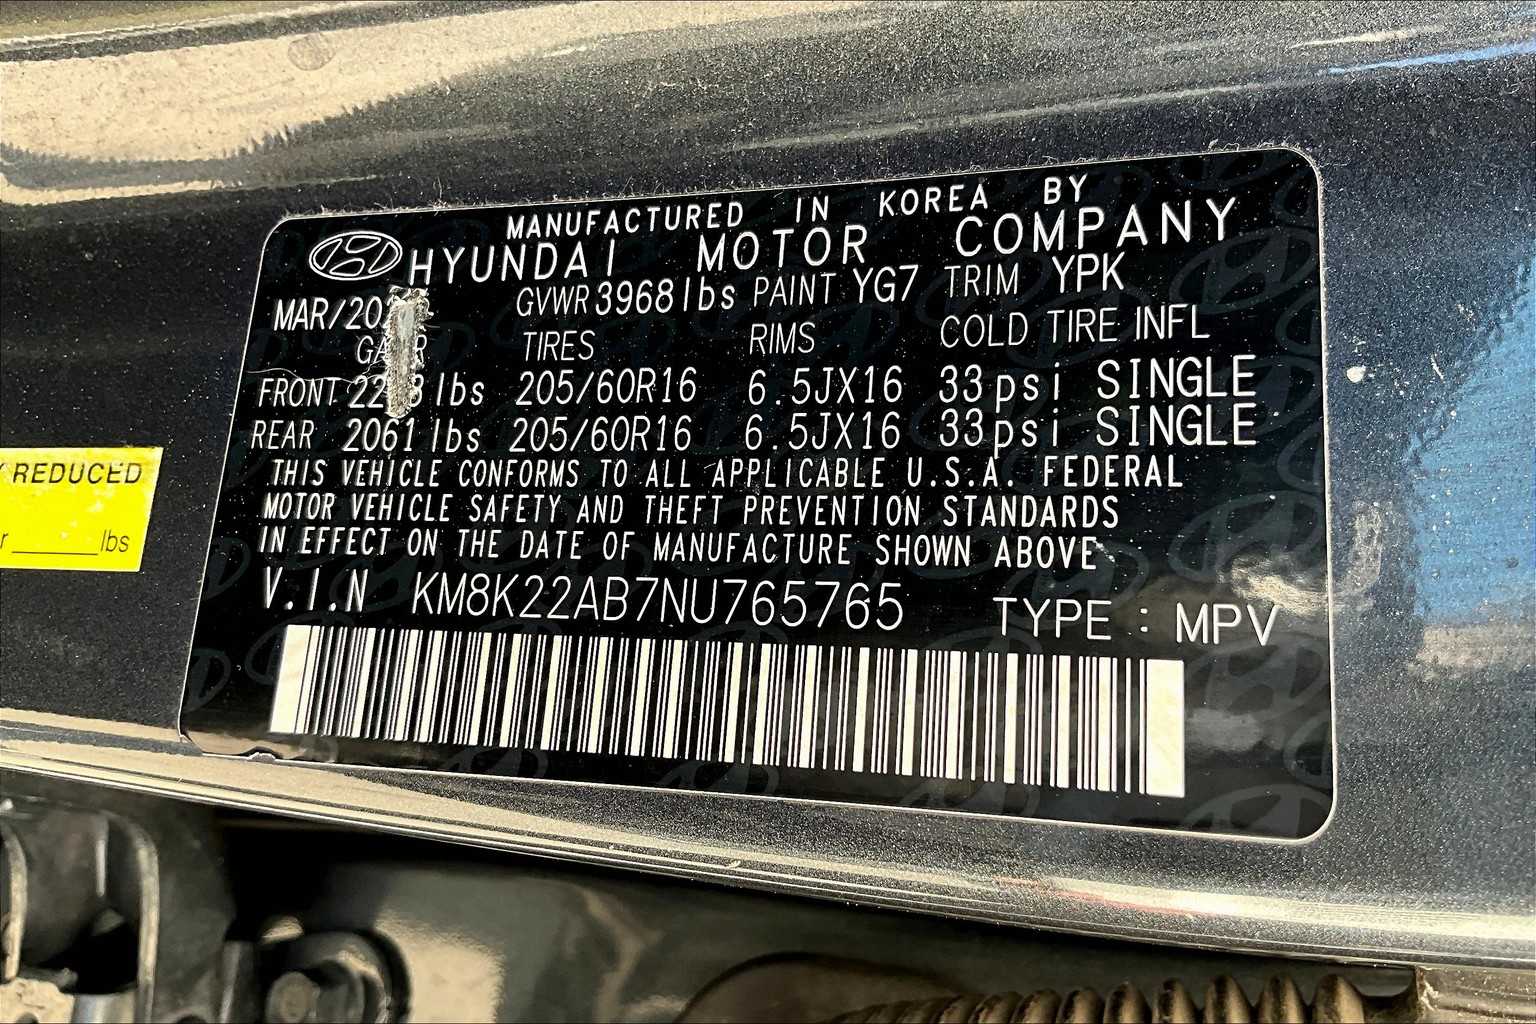 MANUFACTURED IN KOREA BY
HYUNDAI MOTOR COMPANY
GVWR 3968lbs PAINT YG7 TRIM YPK
TIRES RIMS COLD TIRE INFL
FRONT lbs 205/60R16 6.5JX16 33psi SINGLE
REAR 2061lbs 205/60R16 6.5JX16 33psi SINGLE
THIS VEHICLE CONFORMS TO ALL APPLICABLE U.S.A. FEDERAL
MOTOR VEHICLE SAFETY AND THEFT PREVENTION STANDARDS
IN EFFECT ON THE DATE OF MANUFACTURE SHOWN ABOVE
V.I.N KM8K22AB7NU765765 TYPE : MPV
REDUCED
lbs